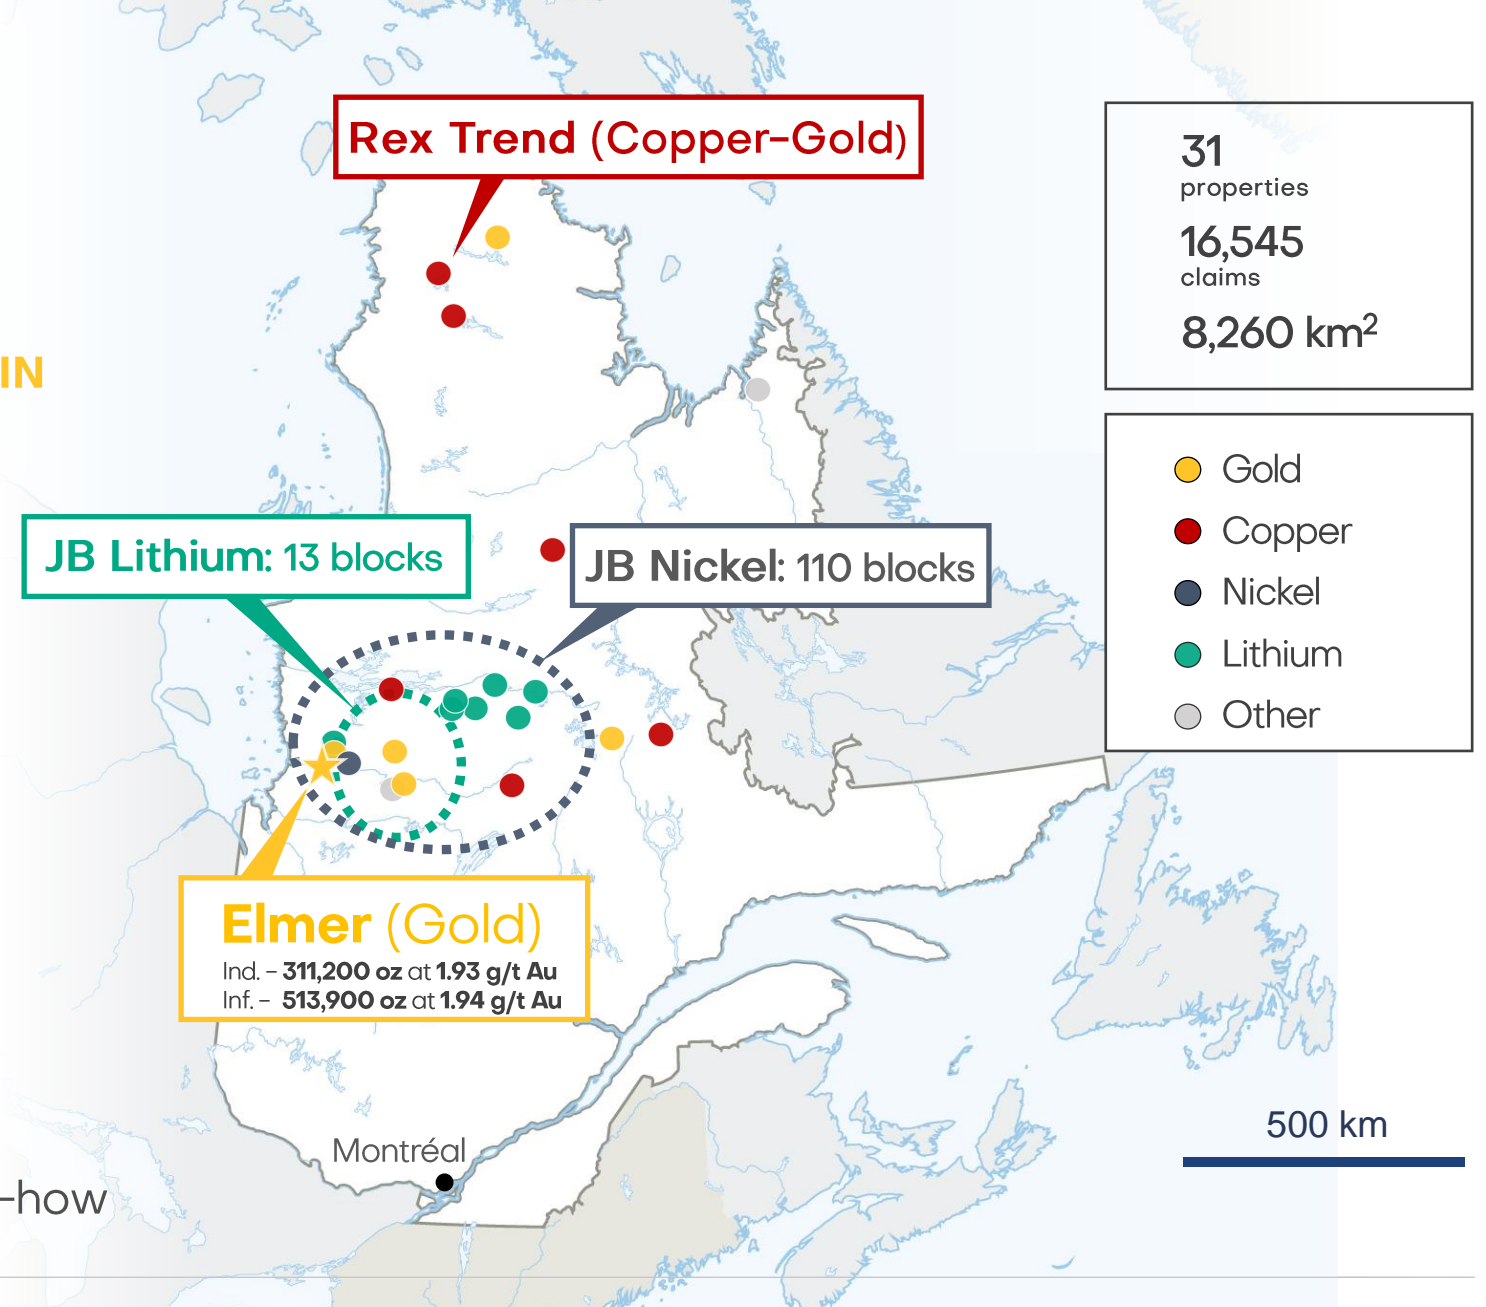 Rex Trend (Copper-Gold)
31
properties
16,545
claims
8,260 km²
IN
Gold
Copper
Nickel
Lithium
Other
JB Lithium: 13 blocks
JB Nickel: 110 blocks
Elmer (Gold)
Ind. – 311,200 oz at 1.93 g/t Au
Inf. – 513,900 oz at 1.94 g/t Au
500 km
Montréal
-how